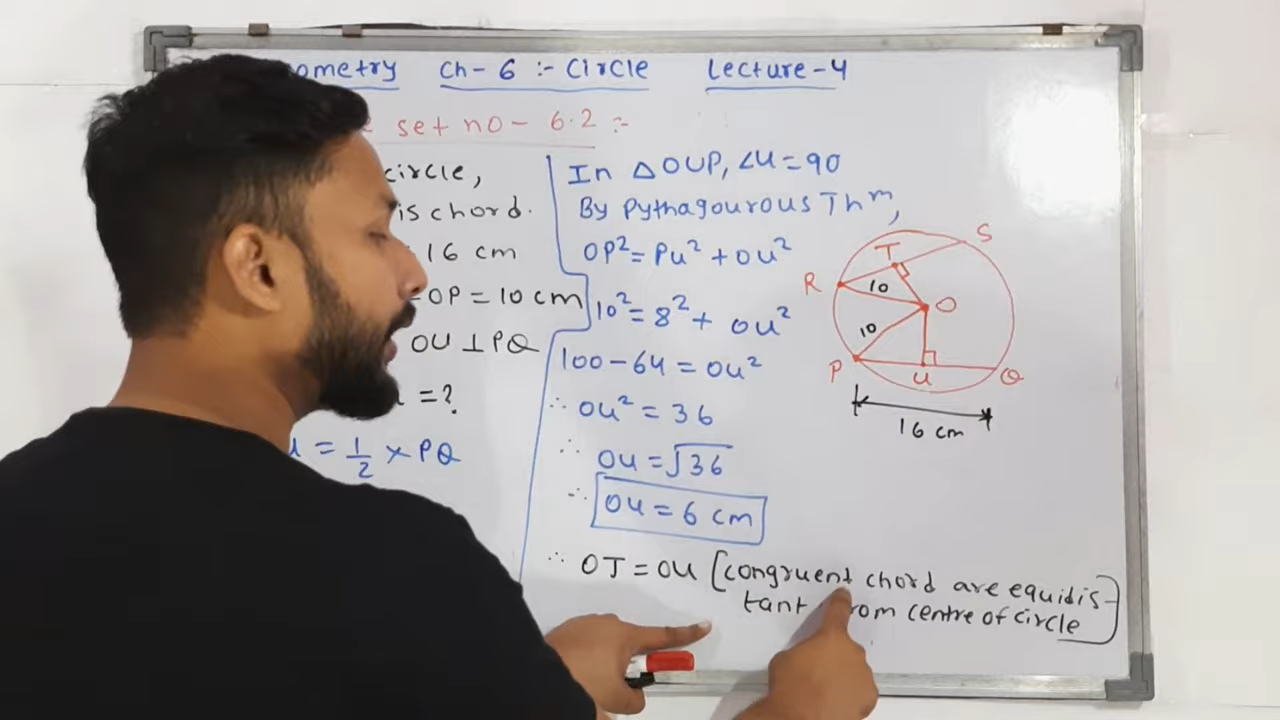 ometry Ch-6 :- Circle Lecture-4
set no- 6.2 :-
circle,
is chord.
16 cm
= OP = 10 cm
OU ⊥ PQ
= ?
= 1/2 × PQ
In △OUP, ∠U = 90
By Pythagourous Thm,
OP² = PU² + OU²
10² = 8² + OU²
100 - 64 = OU²
∴ OU² = 36
∴ OU = √36
∴ OU = 6 cm
∴ OT = OU [congruent chord are equidis-
tant from centre of circle]
S
T
R
10
O
10
P
U
Q
16 cm